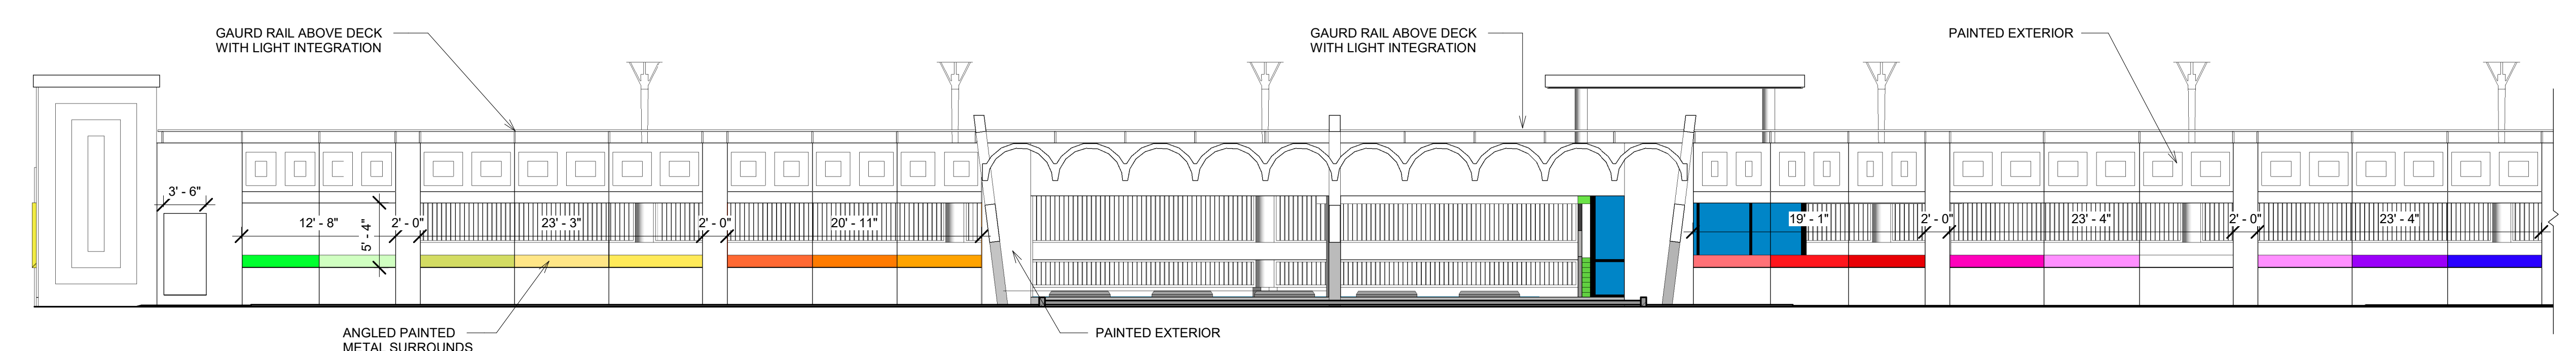 GAURD RAIL ABOVE DECK
WITH LIGHT INTEGRATION
GAURD RAIL ABOVE DECK
WITH LIGHT INTEGRATION
PAINTED EXTERIOR
3' - 6"
12' - 8"
5' - 4"
2' - 0"
23' - 3"
2' - 0"
20' - 11"
19' - 1"
2' - 0"
23' - 4"
2' - 0"
23' - 4"
ANGLED PAINTED
METAL SURROUNDS
PAINTED EXTERIOR